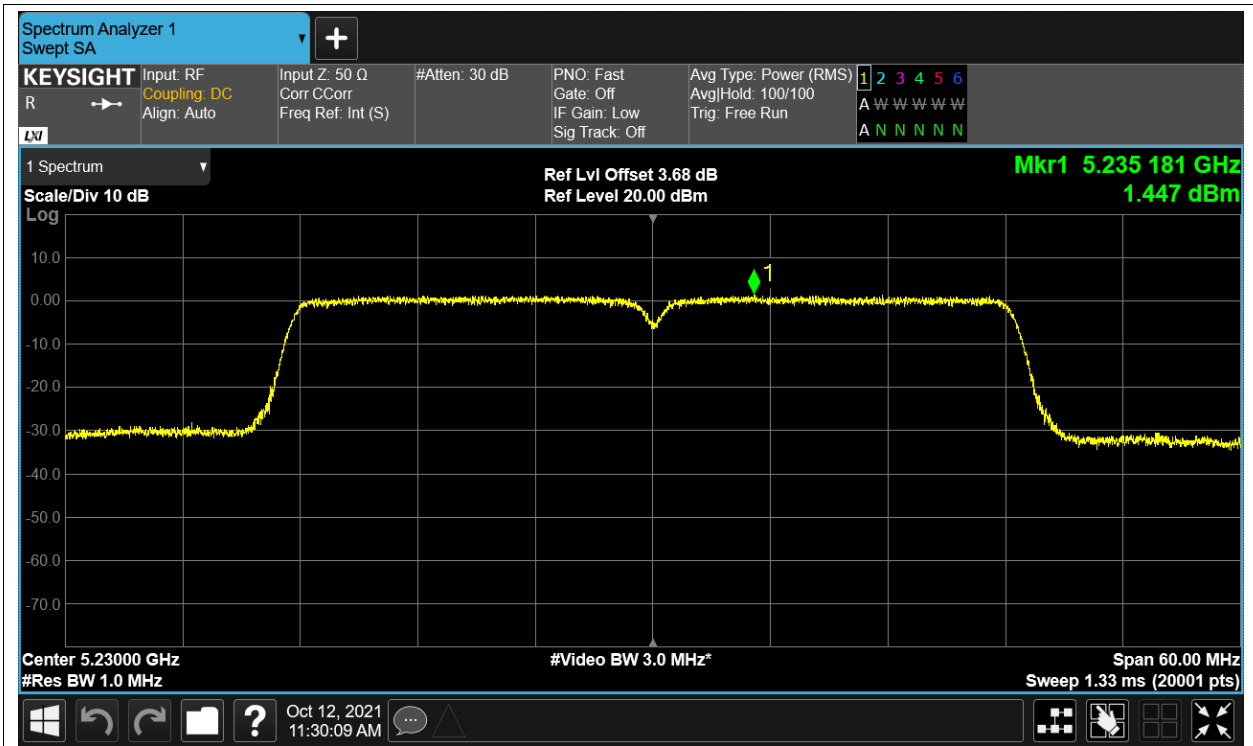 Spectrum Analyzer 1
Swept SA
KEYSIGHT
R
LXI
Input: RF
Coupling: DC
Align: Auto
Input Z: 50 Ω
Corr CCorr
Freq Ref: Int (S)
#Atten: 30 dB
PNO: Fast
Gate: Off
IF Gain: Low
Sig Track: Off
Avg Type: Power (RMS)
Avg|Hold: 100/100
Trig: Free Run
1 2 3 4 5 6
A W W W W W
A N N N N N
1 Spectrum
Scale/Div 10 dB
Log
Ref Lvl Offset 3.68 dB
Ref Level 20.00 dBm
Mkr1 5.235 181 GHz
1.447 dBm
10.0
0.00
-10.0
-20.0
-30.0
-40.0
-50.0
-60.0
-70.0
1
Center 5.23000 GHz
#Res BW 1.0 MHz
#Video BW 3.0 MHz*
Span 60.00 MHz
Sweep 1.33 ms (20001 pts)
?
Oct 12, 2021
11:30:09 AM